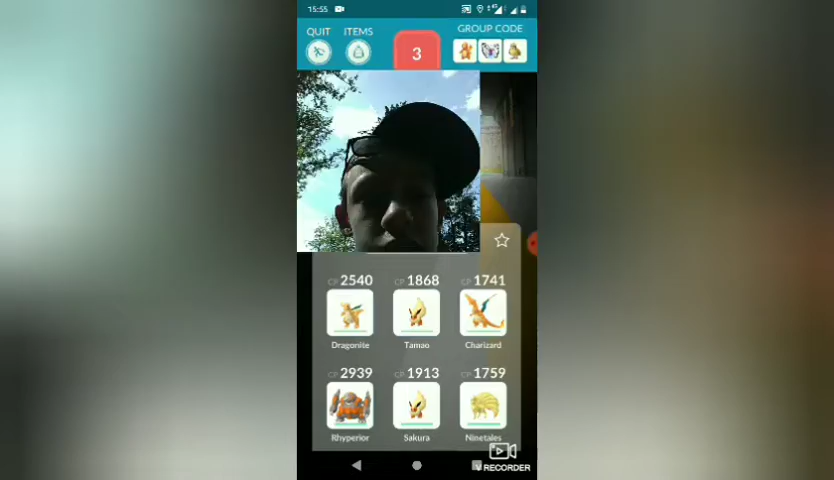 15:55
QUIT ITEMS 3 GROUP CODE
CP 2540 CP 1868 CP 1741
Dragonite Tamao Charizard
CP 2939 CP 1913 CP 1759
Rhyperior Sakura Ninetales
RECORDER